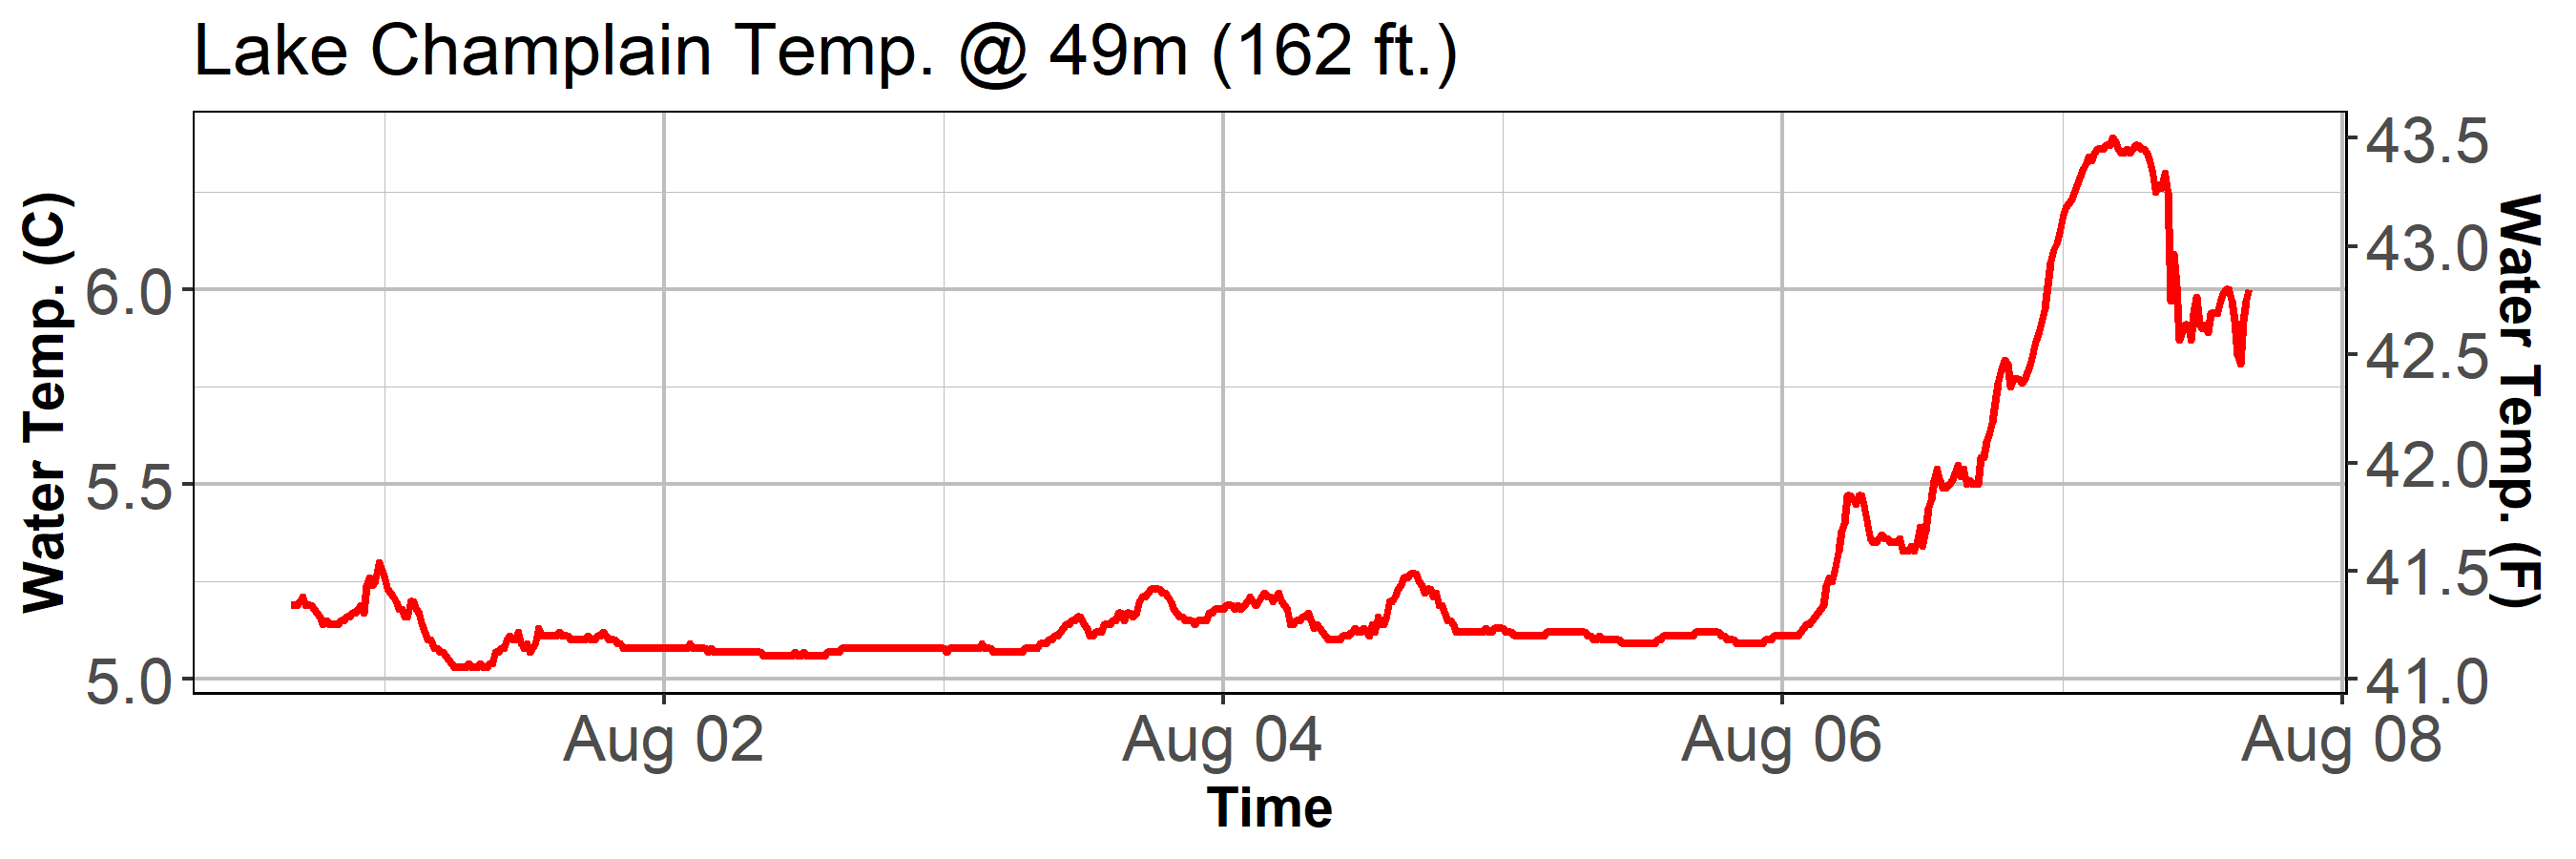 Lake Champlain Temp. @ 49m (162 ft.)
Water Temp. (C)
6.0
5.5
5.0
43.5
43.0
42.5
42.0
41.5
41.0
Water Temp. (F)
Aug 02 Aug 04 Aug 06 Aug 08
Time